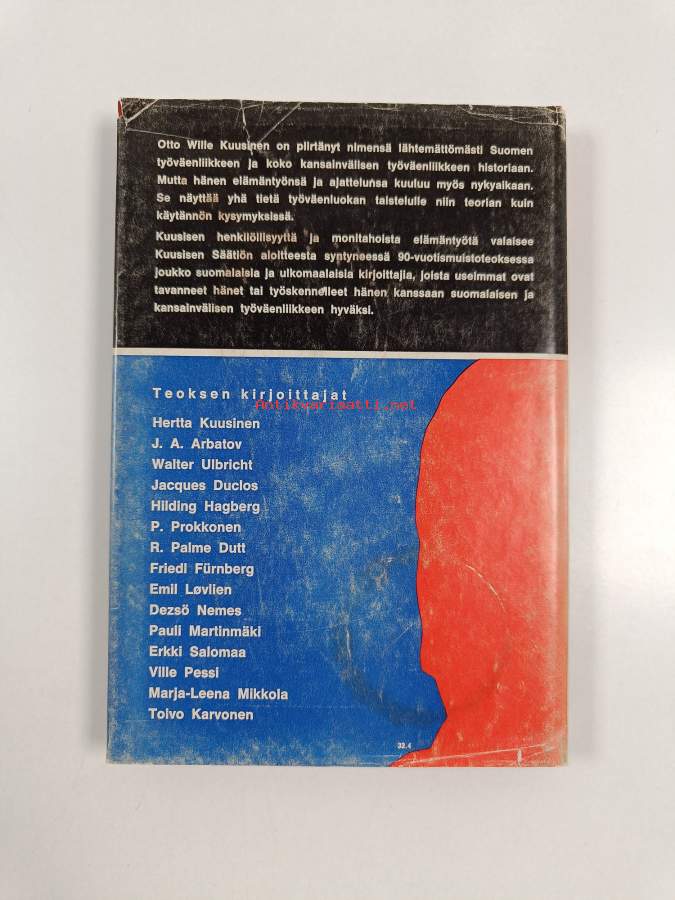 Otto Wille Kuusinen on piirtänyt nimensä lähtemättömästi Suomen
työväenliikkeen ja koko kansainvälisen työväenliikkeen historiaan.
Mutta hänen elämäntyönsä ja ajattelunsa kuuluu myös nykyaikaan.
Se näyttää yhä tietä työväenluokan taistelulle niin teorian kuin
käytännön kysymyksissä.
Kuusisen henkilöllisyyttä ja monitahoista elämäntyötä valaisee
Kuusisen Säätiön aloitteesta syntyneessä 90-vuotismuistoteoksessa
joukko suomalaisia ja ulkomaalaisia kirjoittajia, joista useimmat ovat
tavanneet hänet tai työskennelleet hänen kanssaan suomalaisen ja
kansainvälisen työväenliikkeen hyväksi.
Teoksen kirjoittajat
Antikvariaatti.net
Hertta Kuusinen
J. A. Arbatov
Walter Ulbricht
Jacques Duclos
Hilding Hagberg
P. Prokkonen
R. Palme Dutt
Friedl Fürnberg
Emil Løvlien
Dezsö Nemes
Pauli Martinmäki
Erkki Salomaa
Ville Pessi
Marja-Leena Mikkola
Toivo Karvonen
32.4